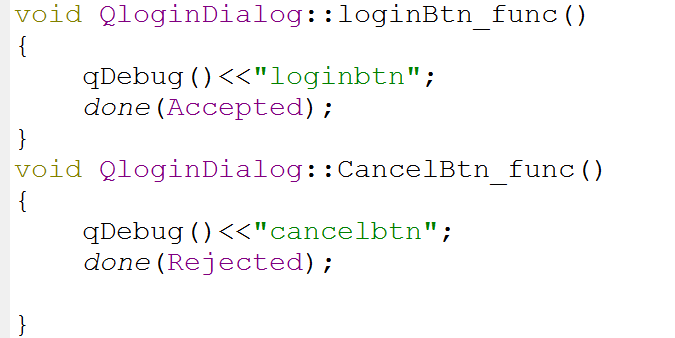 void QloginDialog::loginBtn_func()
{
    qDebug()<<"loginbtn";
    done(Accepted);
}
void QloginDialog::CancelBtn_func()
{
    qDebug()<<"cancelbtn";
    done(Rejected);

}